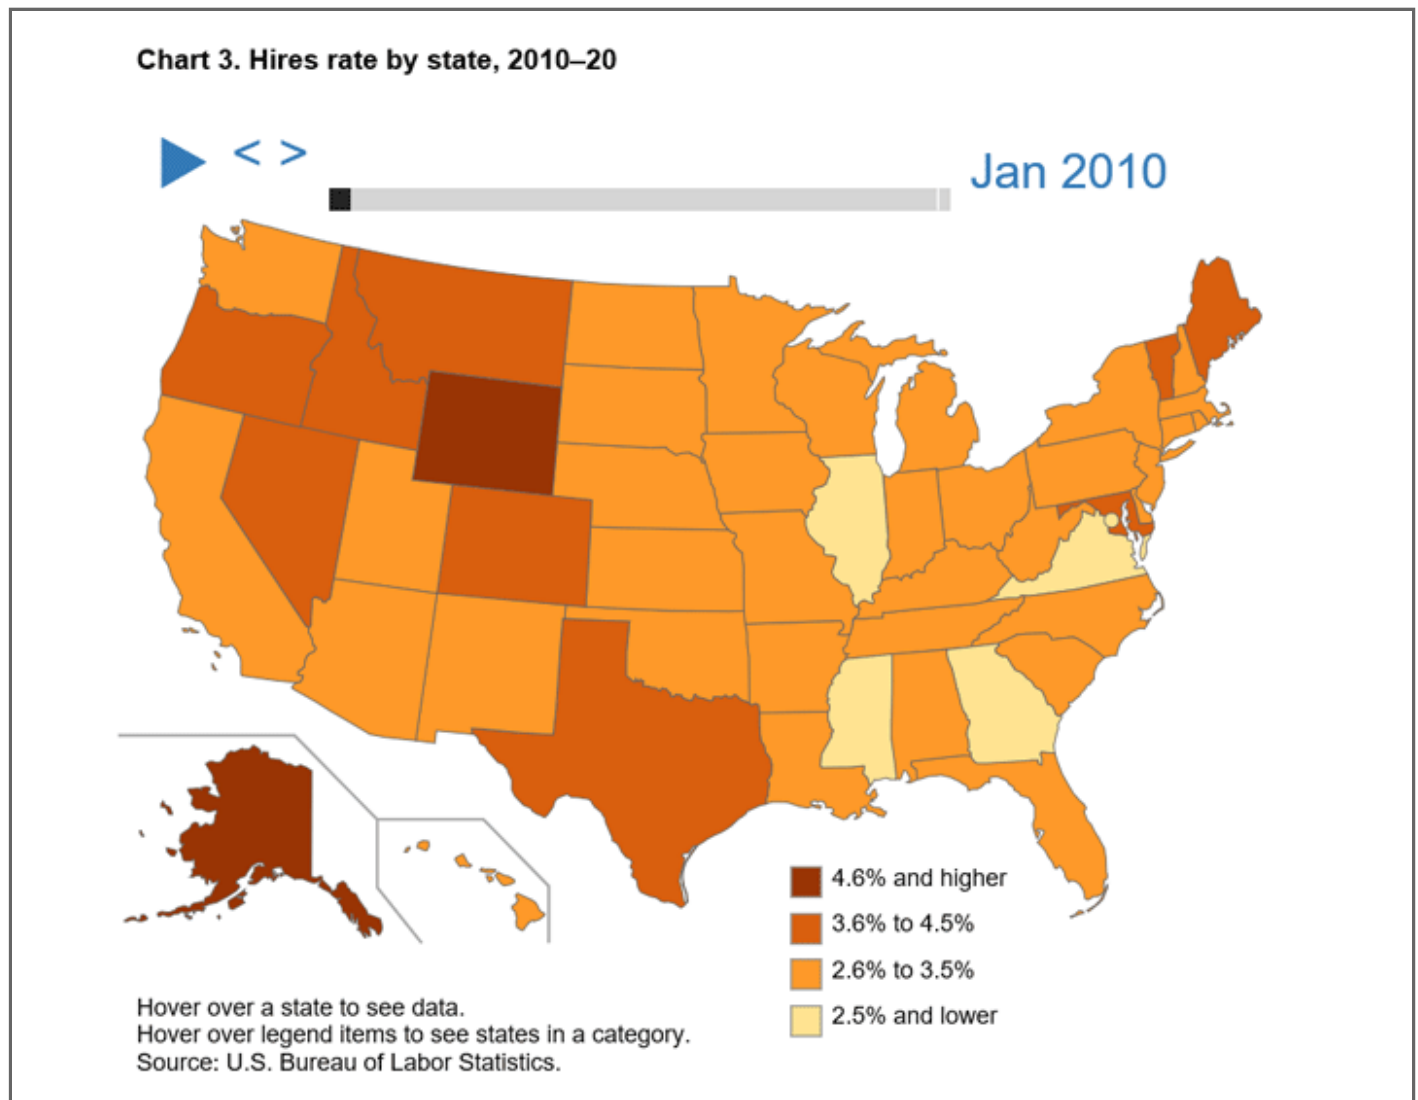 Chart 3. Hires rate by state, 2010–20
< >
Jan 2010
4.6% and higher
3.6% to 4.5%
2.6% to 3.5%
2.5% and lower
Hover over a state to see data.
Hover over legend items to see states in a category.
Source: U.S. Bureau of Labor Statistics.